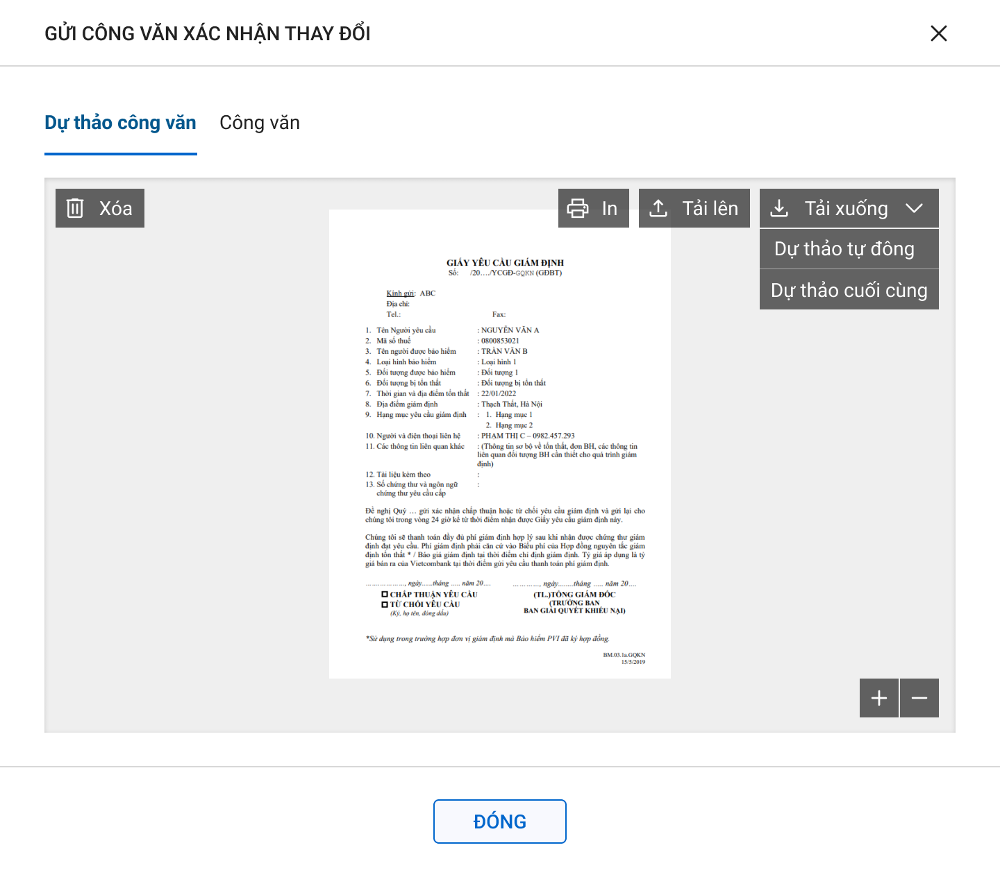 GỬI CÔNG VĂN XÁC NHẬN THAY ĐỔI
Dự thảo công văn Công văn
Xóa In Tải lên Tải xuống
Dự thảo tự đông
Dự thảo cuối cùng
GIẤY YÊU CẦU GIÁM ĐỊNH
Số: /20…./YCGĐ-GQKN (GĐBT)
Kính gửi: ABC
Địa chỉ:
Tel.: Fax:
1. Tên Người yêu cầu : NGUYỄN VĂN A
2. Mã số thuế : 0800853021
3. Tên người được bảo hiểm : TRẦN VĂN B
4. Loại hình bảo hiểm : Loại hình 1
5. Đối tượng được bảo hiểm : Đối tượng 1
6. Đối tượng bị tổn thất : Đối tượng bị tổn thất
7. Thời gian và địa điểm tổn thất : 22/01/2022
8. Địa điểm giám định : Thạch Thất, Hà Nội
9. Hạng mục yêu cầu giám định : 1. Hạng mục 1
2. Hạng mục 2
10. Người và điện thoại liên hệ : PHẠM THỊ C – 0982.457.293
11. Các thông tin liên quan khác : (Thông tin sơ bộ về tổn thất, đơn BH, các thông tin
liên quan đối tượng BH cần thiết cho quá trình giám
định)
12. Tài liệu kèm theo :
13. Số chứng thư và ngôn ngữ :
chứng thư yêu cầu cấp
Đề nghị Quý … gửi xác nhận chấp thuận hoặc từ chối yêu cầu giám định và gửi lại cho
chúng tôi trong vòng 24 giờ kể từ thời điểm nhận được Giấy yêu cầu giám định này.
Chúng tôi sẽ thanh toán đầy đủ phí giám định hợp lý sau khi nhận được chứng thư giám
định đạt yêu cầu. Phí giám định phải căn cứ vào Biểu phí của Hợp đồng nguyên tắc giám
định tổn thất * / Báo giá giám định tại thời điểm chỉ định giám định. Tỷ giá áp dụng là tỷ
giá bán ra của Vietcombank tại thời điểm gửi yêu cầu thanh toán phí giám định.
…………………, ngày......tháng ..... năm 20.... …………, ngày........tháng ..... năm 20....
CHẤP THUẬN YÊU CẦU (TL.)TỔNG GIÁM ĐỐC
TỪ CHỐI YÊU CẦU (TRƯỞNG BAN
(Ký, họ tên, đóng dấu) BAN GIẢI QUYẾT KHIẾU NẠI)
*Sử dụng trong trường hợp đơn vị giám định mà Bảo hiểm PVI đã ký hợp đồng.
BM.03.1a.GQKN
15/5/2019
ĐÓNG